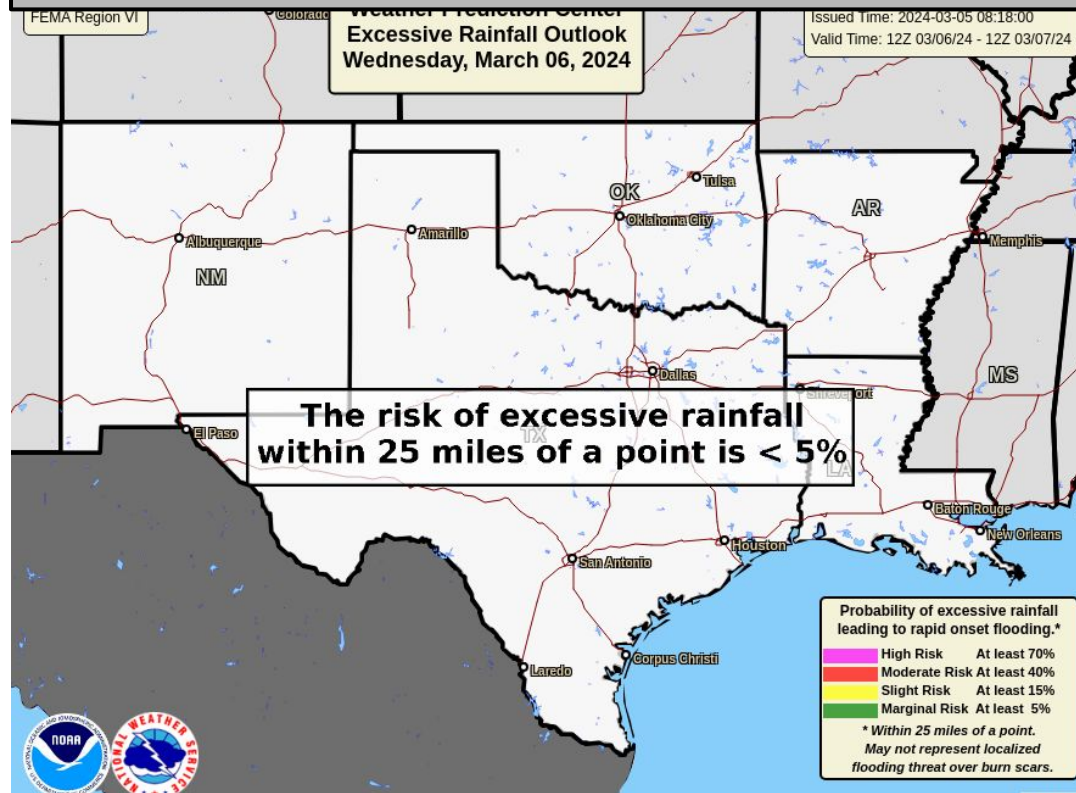 FEMA Region VI
Weather Prediction Center
Excessive Rainfall Outlook
Wednesday, March 06, 2024
Issued Time: 2024-03-05 08:18:00
Valid Time: 12Z 03/06/24 - 12Z 03/07/24
Colorado
Tulsa
OK
Oklahoma City
AR
Amarillo
Albuquerque
Memphis
NM
Dallas
MS
Shreveport
The risk of excessive rainfall
within 25 miles of a point is < 5%
El Paso
TX
LA
Baton Rouge
New Orleans
Houston
San Antonio
Corpus Christi
Laredo
Probability of excessive rainfall
leading to rapid onset flooding.*
High Risk At least 70%
Moderate Risk At least 40%
Slight Risk At least 15%
Marginal Risk At least 5%
* Within 25 miles of a point.
May not represent localized
flooding threat over burn scars.
NOAA
NATIONAL WEATHER SERVICE